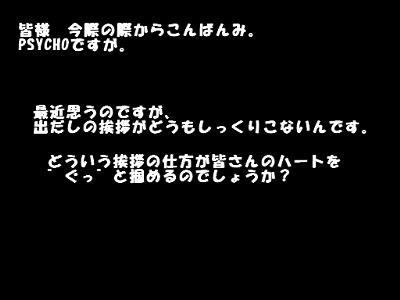 皆様　今際の際からこんばんみ。
PSYCHOですが。
最近思うのですが、
出だしの挨拶がどうもしっくりこないんです。
どういう挨拶の仕方が皆さんのハートを
〝ぐっ〝と掴めるのでしょうか？